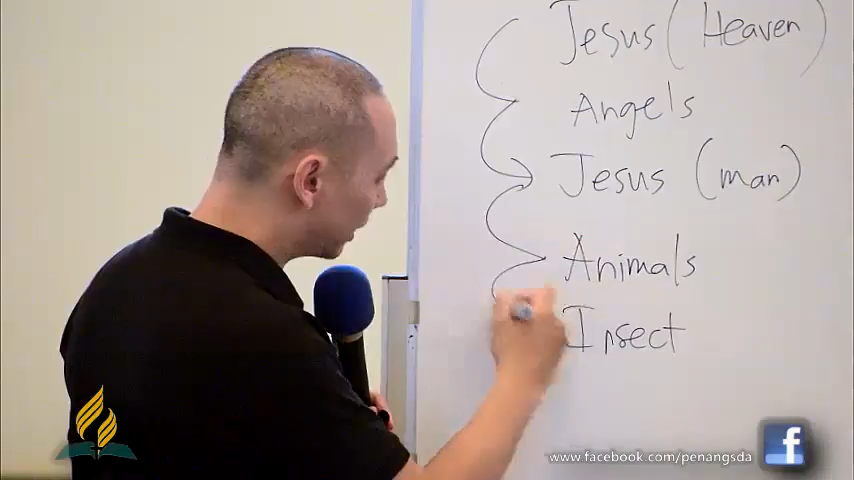 Jesus (Heaven)
Angels
Jesus (man)
Animals
Insect
www.facebook.com/penangsda
f